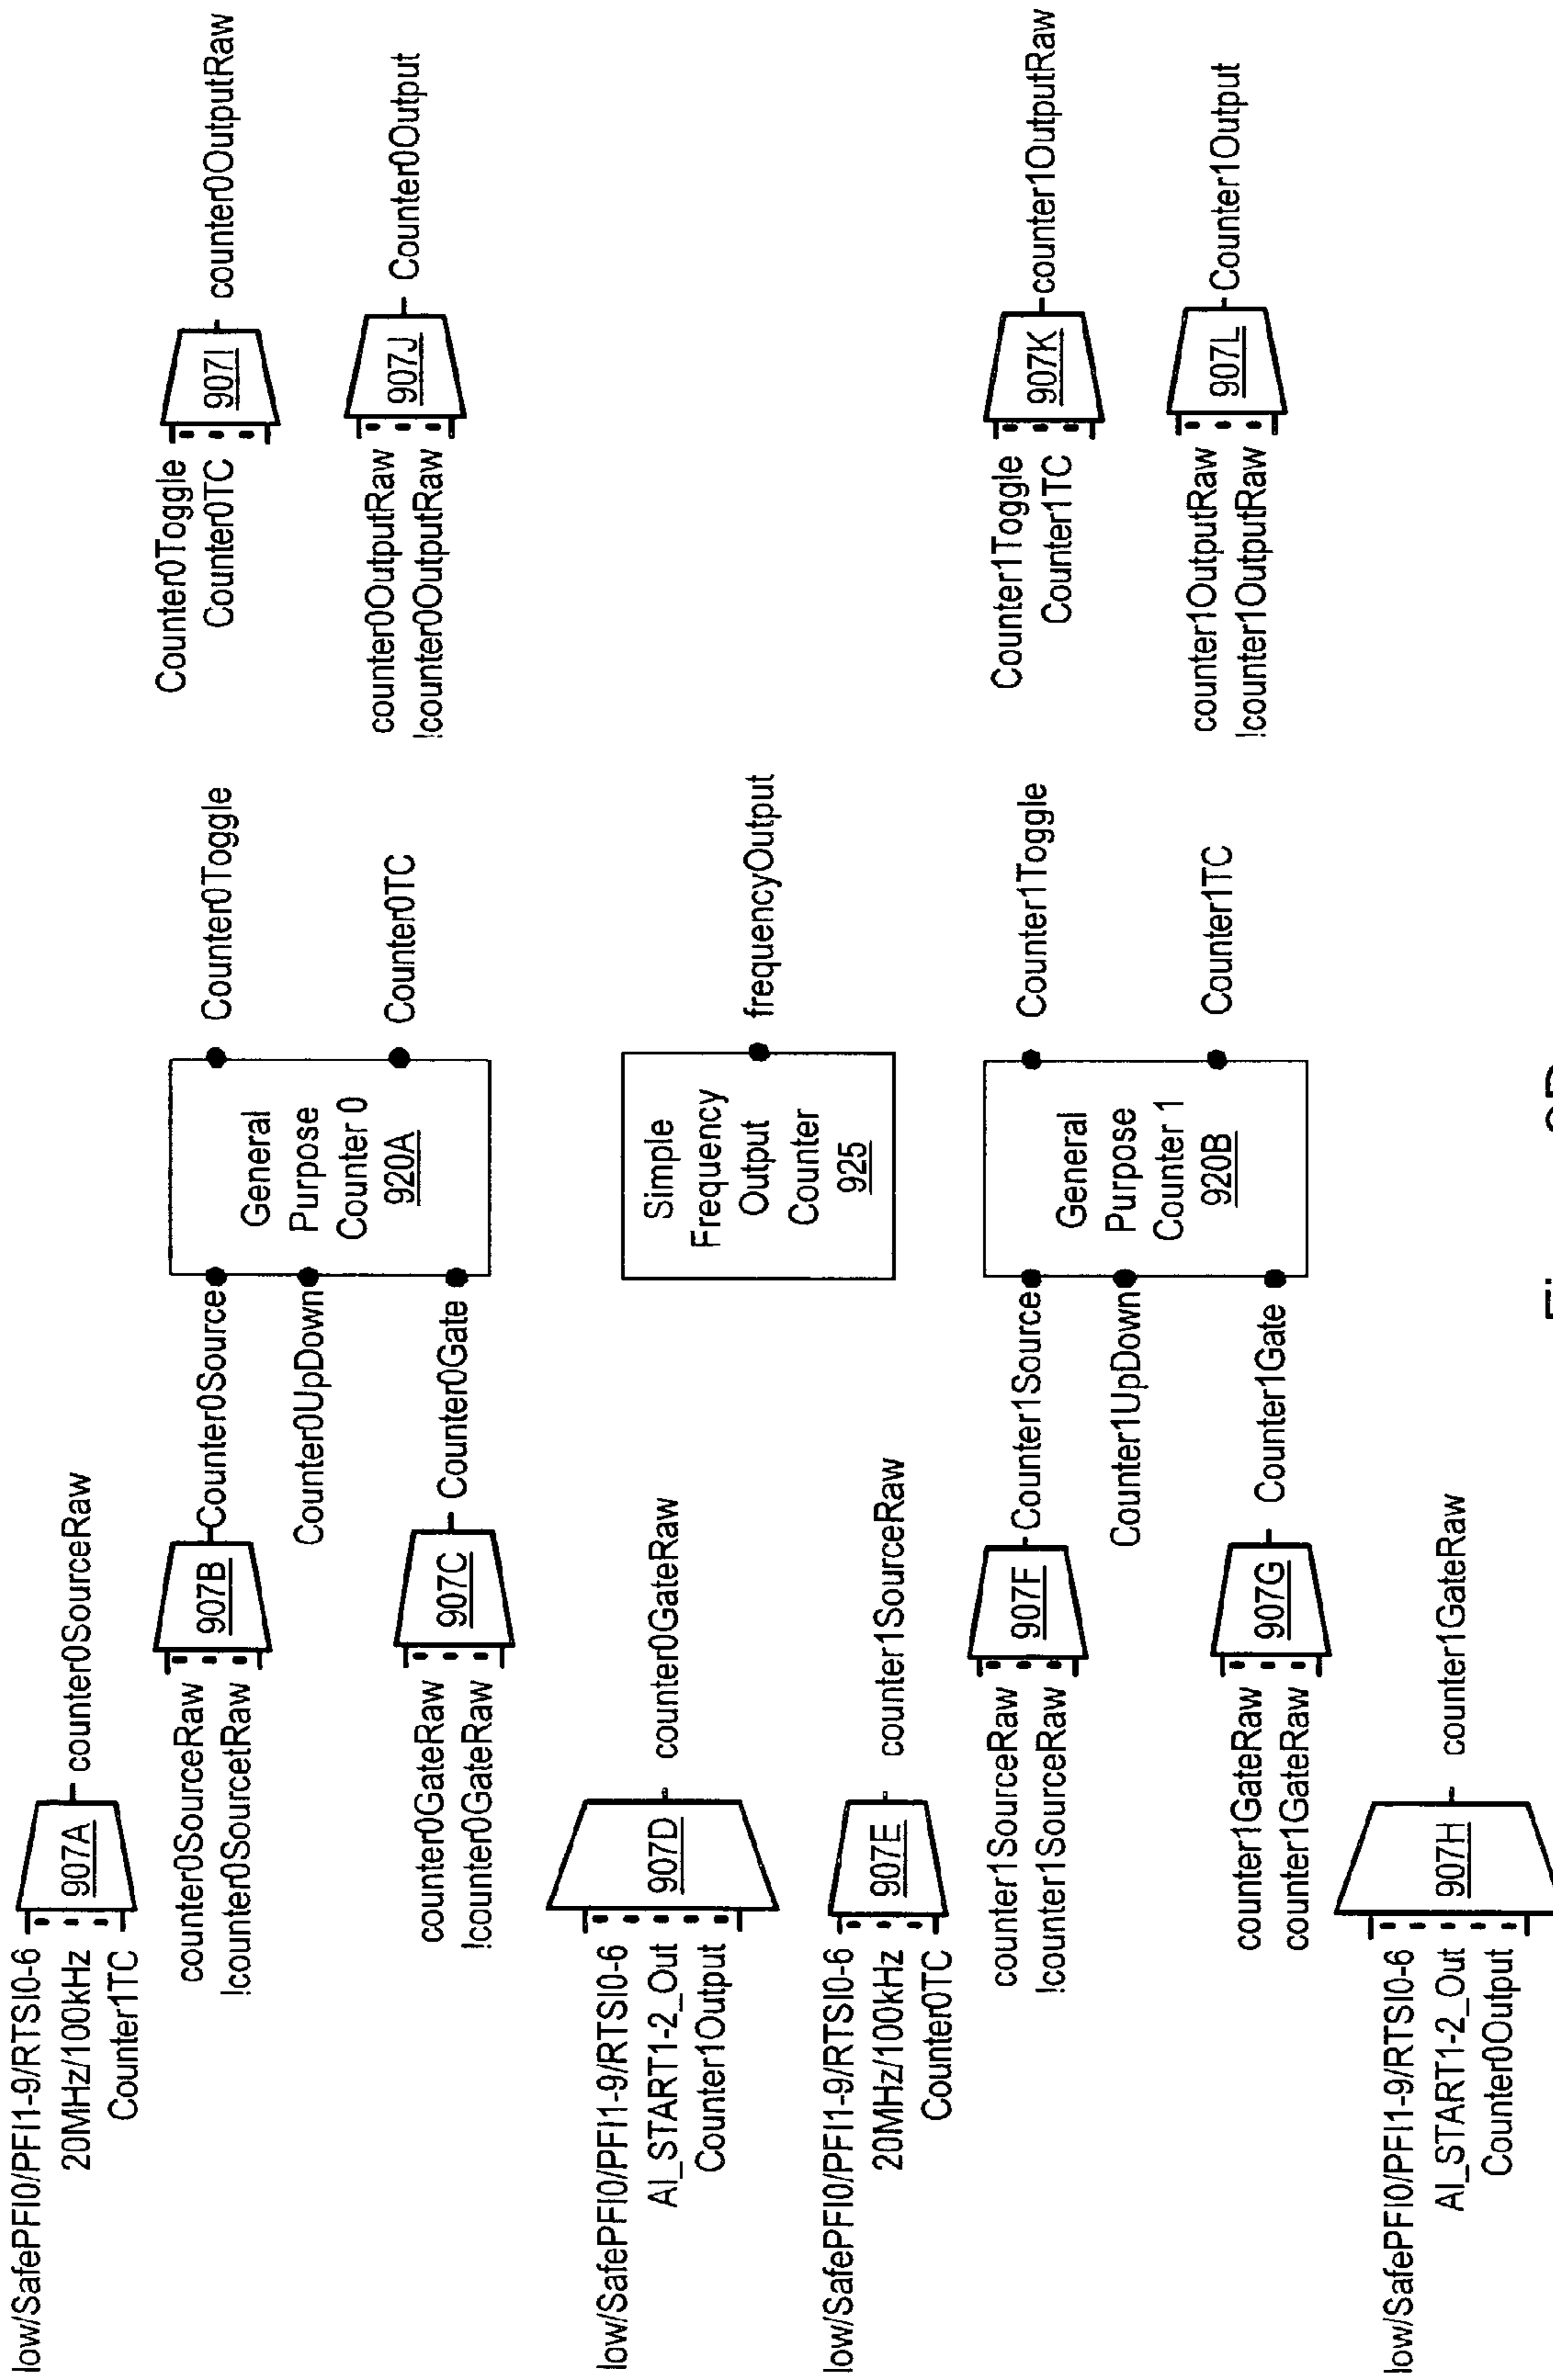 low/SafePFI0/PFI1-9/RTSI0-6
20MHz/100kHz
Counter1TC
907A
counter0SourceRaw
counter0SourceRaw
!counter0SourcetRaw
907B
Counter0Source
Counter0UpDown
counter0GateRaw
!counter0GateRaw
907C
Counter0Gate
General
Purpose
Counter 0
920A
Counter0Toggle
Counter0TC
Counter0Toggle
Counter0TC
907I
counter0OutputRaw
counter0OutputRaw
!counter0OutputRaw
907J
Counter0Output
low/SafePFI0/PFI1-9/RTSI0-6
AI_START1-2_Out
Counter1Output
907D
counter0GateRaw
Simple
Frequency
Output
Counter
925
frequencyOutput
low/SafePFI0/PFI1-9/RTSI0-6
20MHz/100kHz
Counter0TC
907E
counter1SourceRaw
counter1SourceRaw
!counter1SourceRaw
907F
Counter1Source
Counter1UpDown
counter1GateRaw
counter1GateRaw
907G
Counter1Gate
General
Purpose
Counter 1
920B
Counter1Toggle
Counter1TC
Counter1Toggle
Counter1TC
907K
counter1OutputRaw
counter1OutputRaw
!counter1OutputRaw
907L
Counter1Output
low/SafePFI0/PFI1-9/RTSI0-6
AI_START1-2_Out
Counter0Output
907H
counter1GateRaw